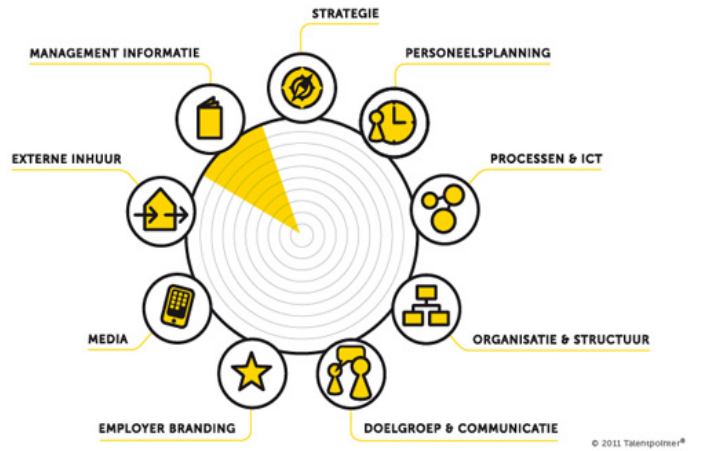 STRATEGIE
MANAGEMENT INFORMATIE
PERSONEELSPLANNING
EXTERNE INHUUR
PROCESSEN & ICT
MEDIA
ORGANISATIE & STRUCTUUR
EMPLOYER BRANDING
DOELGROEP & COMMUNICATIE
© 2011 Talentpointer®